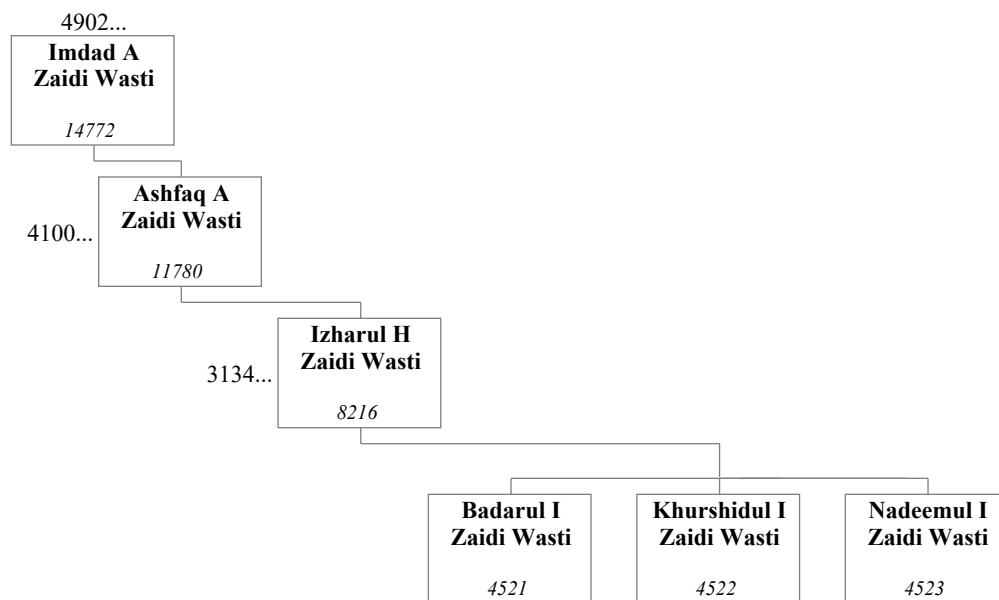 4902...
Imdad A
Zaidi Wasti
14772
Ashfaq A
Zaidi Wasti
4100...
11780
Izharul H
Zaidi Wasti
3134...
8216
Badarul I
Zaidi Wasti
4521
Khurshidul I
Zaidi Wasti
4522
Nadeemul I
Zaidi Wasti
4523